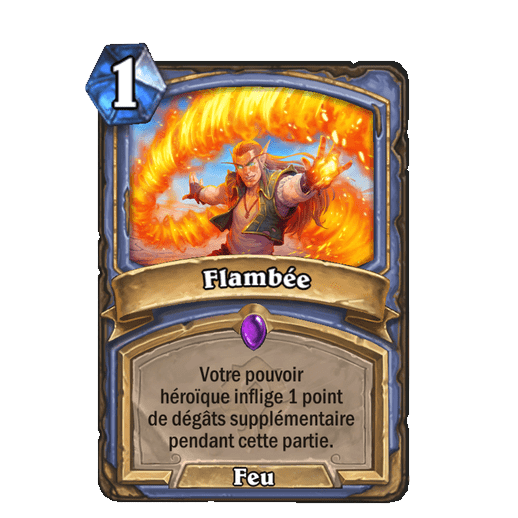 1
Flambée
Votre pouvoir
héroïque inflige 1 point
de dégâts supplémentaire
pendant cette partie.
Feu